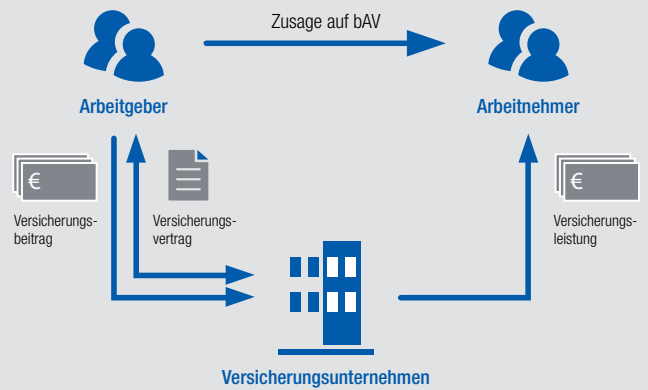 Zusage auf bAV
Arbeitgeber
Arbeitnehmer
€
Versicherungs-
beitrag
Versicherungs-
vertrag
€
Versicherungs-
leistung
Versicherungsunternehmen